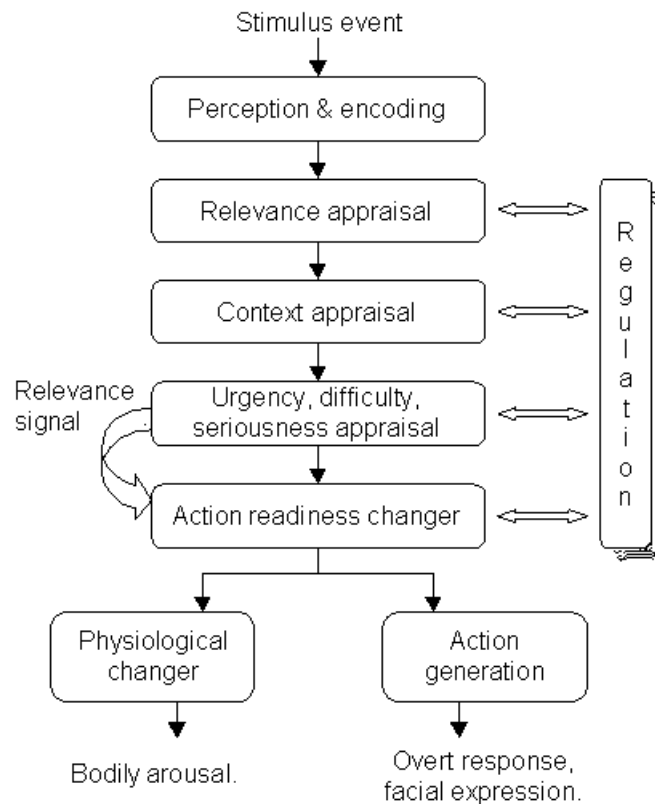 Stimulus event
Perception & encoding
Relevance appraisal
Context appraisal
Relevance
signal
Urgency, difficulty,
seriousness appraisal
Action readiness changer
Regulation
Physiological
changer
Action
generation
Bodily arousal.
Overt response,
facial expression.